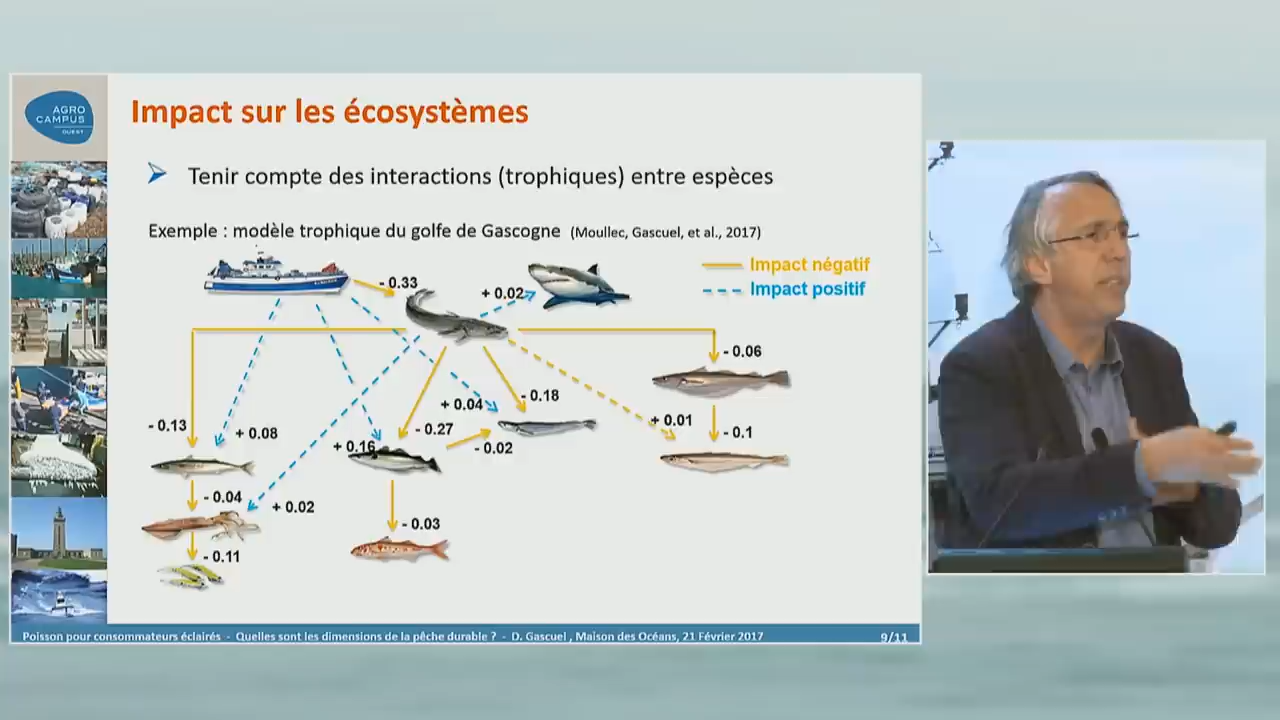 AGRO
CAMPUS
OUEST
Impact sur les écosystèmes
Tenir compte des interactions (trophiques) entre espèces
Exemple : modèle trophique du golfe de Gascogne (Moullec, Gascuel, et al., 2017)
Impact négatif
Impact positif
- 0.33
+ 0.02
- 0.06
- 0.18
+ 0.04
+ 0.01
- 0.13
- 0.27
+ 0.08
- 0.1
+ 0.16
- 0.02
- 0.04
+ 0.02
- 0.03
- 0.11
Poisson pour consommateurs éclairés - Quelles sont les dimensions de la pêche durable ? - D. Gascuel , Maison des Océans, 21 Février 2017
9/11